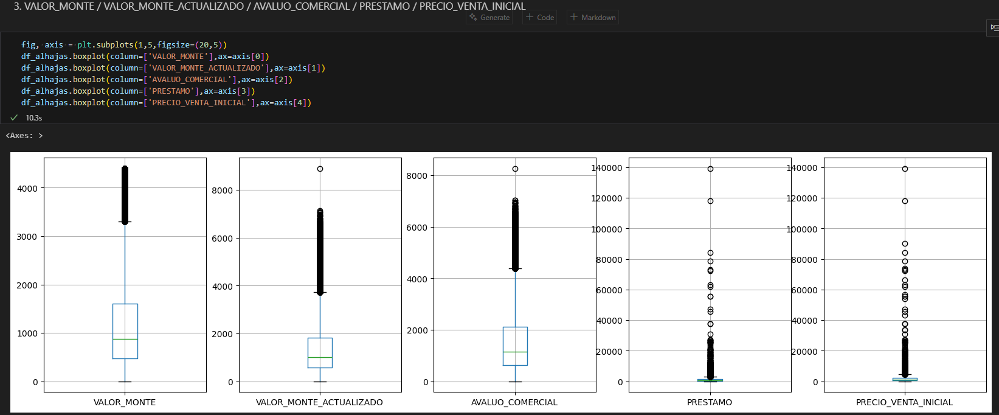 3. VALOR_MONTE / VALOR_MONTE_ACTUALIZADO / AVALUO_COMERCIAL / PRESTAMO / PRECIO_VENTA_INICIAL
Generate + Code + Markdown
fig, axis = plt.subplots(1,5,figsize=(20,5))
df_alhajas.boxplot(column=['VALOR_MONTE'],ax=axis[0])
df_alhajas.boxplot(column=['VALOR_MONTE_ACTUALIZADO'],ax=axis[1])
df_alhajas.boxplot(column=['AVALUO_COMERCIAL'],ax=axis[2])
df_alhajas.boxplot(column=['PRESTAMO'],ax=axis[3])
df_alhajas.boxplot(column=['PRECIO_VENTA_INICIAL'],ax=axis[4])
10.3s
<Axes: >
4000
3000
2000
1000
0
VALOR_MONTE
8000
6000
4000
2000
0
VALOR_MONTE_ACTUALIZADO
8000
6000
4000
2000
0
AVALUO_COMERCIAL
140000
120000
100000
80000
60000
40000
20000
0
PRESTAMO
140000
120000
100000
80000
60000
40000
20000
0
PRECIO_VENTA_INICIAL